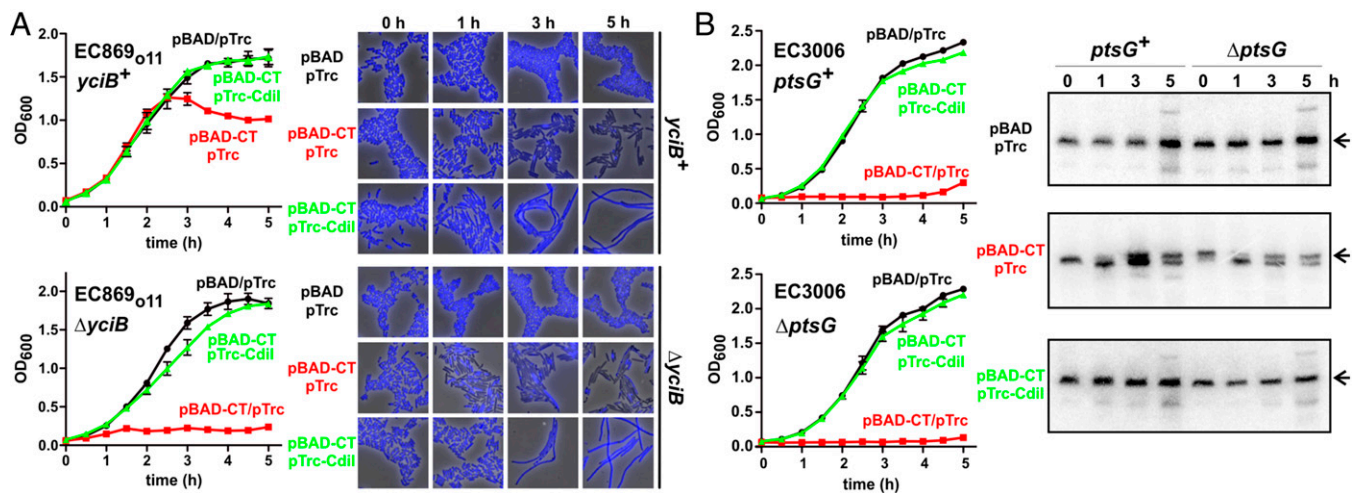 A
EC869o11
yciB+
pBAD/pTrc
pBAD-CT
pTrc-CdiI
pBAD-CT
pTrc
OD600
2.0
1.5
1.0
0.5
0.0
0 1 2 3 4 5
time (h)
0 h 1 h 3 h 5 h
pBAD
pTrc
pBAD-CT
pTrc
pBAD-CT
pTrc-CdiI
yciB+
EC869o11
ΔyciB
pBAD/pTrc
pBAD-CT
pTrc-CdiI
pBAD-CT/pTrc
OD600
2.0
1.5
1.0
0.5
0.0
0 1 2 3 4 5
time (h)
pBAD
pTrc
pBAD-CT
pTrc
pBAD-CT
pTrc-CdiI
ΔyciB
B
EC3006
ptsG+
pBAD/pTrc
pBAD-CT
pTrc-CdiI
pBAD-CT/pTrc
OD600
2.5
2.0
1.5
1.0
0.5
0.0
0 1 2 3 4 5
time (h)
EC3006
ΔptsG
pBAD/pTrc
pBAD-CT
pTrc-CdiI
pBAD-CT/pTrc
OD600
2.5
2.0
1.5
1.0
0.5
0.0
0 1 2 3 4 5
time (h)
ptsG+ ΔptsG
0 1 3 5 0 1 3 5 h
pBAD
pTrc
pBAD-CT
pTrc
pBAD-CT
pTrc-CdiI